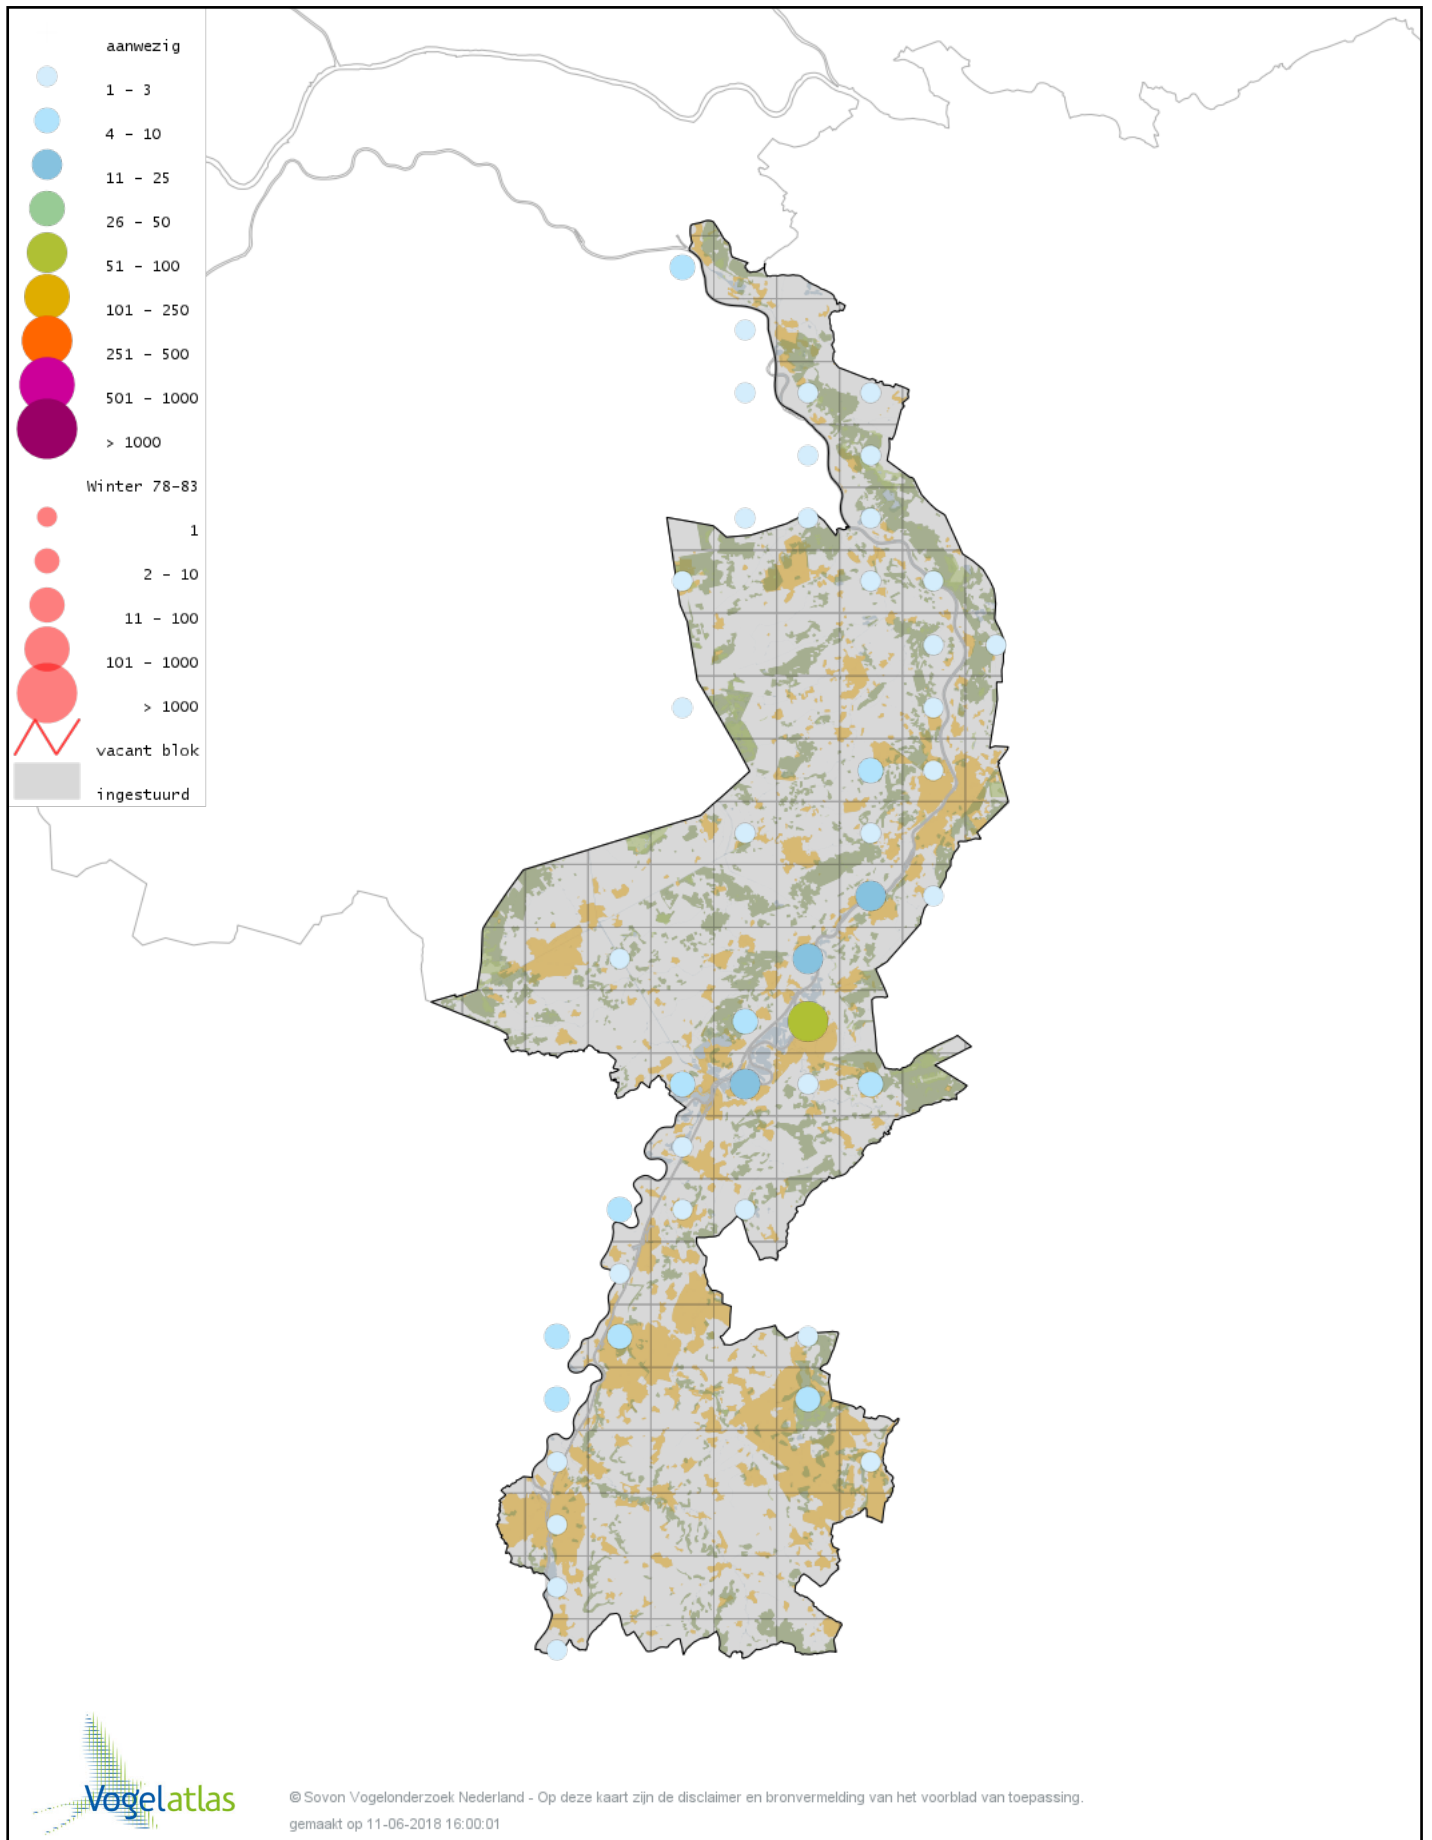 aanwezig
1 – 3
4 – 10
11 – 25
26 – 50
51 – 100
101 – 250
251 – 500
501 – 1000
> 1000
Winter 78–83
1
2 – 10
11 – 100
101 – 1000
> 1000
vacant blok
ingestuurd
Vogelatlas
© Sovon Vogelonderzoek Nederland - Op deze kaart zijn de disclaimer en bronvermelding van het voorblad van toepassing.
gemaakt op 11-06-2018 16:00:01